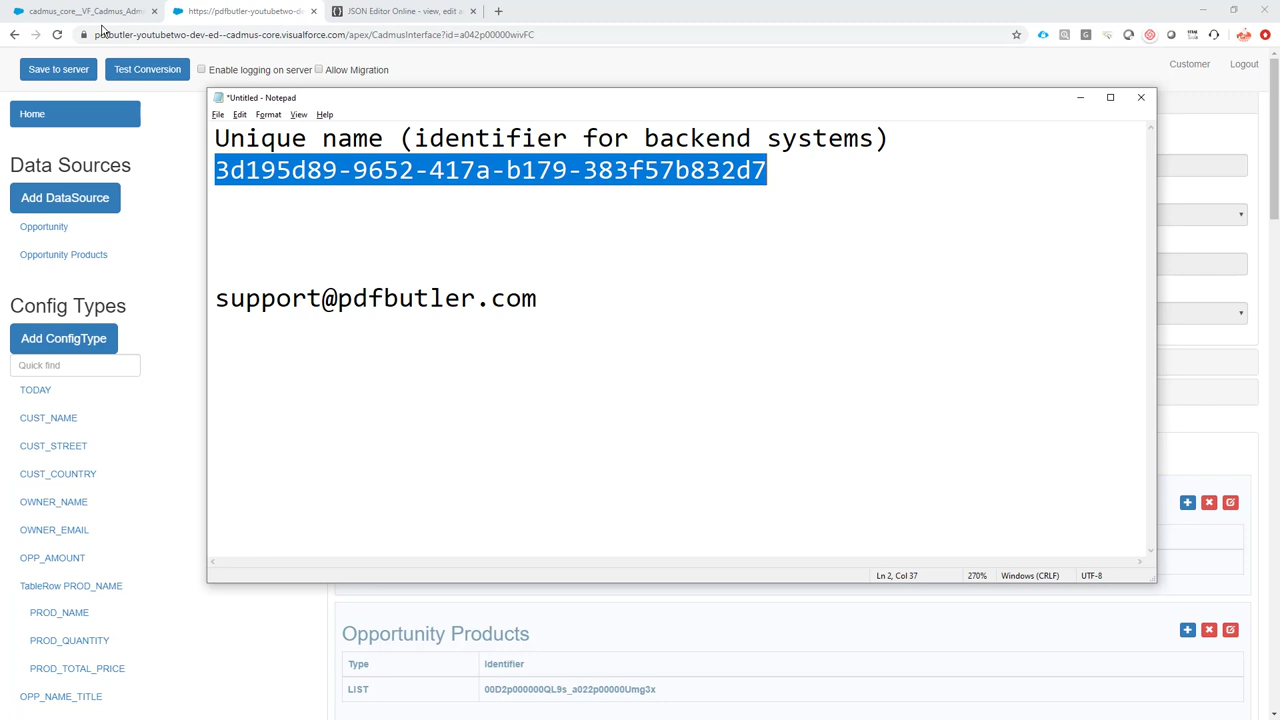 cadmus_core__VF_Cadmus_Admi
https://pdfbutler-youtubetwo-de
JSON Editor Online - view, edit a
pdfbutler-youtubetwo-dev-ed--cadmus-core.visualforce.com/apex/CadmusInterface?id=a042p00000wivFC
Save to server
Test Conversion
Enable logging on server
Allow Migration
Customer
Logout
Home
Data Sources
Add DataSource
Opportunity
Opportunity Products
Config Types
Add ConfigType
Quick find
TODAY
CUST_NAME
CUST_STREET
CUST_COUNTRY
OWNER_NAME
OWNER_EMAIL
OPP_AMOUNT
TableRow PROD_NAME
PROD_NAME
PROD_QUANTITY
PROD_TOTAL_PRICE
OPP_NAME_TITLE
*Untitled - Notepad
File Edit Format View Help
Unique name (identifier for backend systems)
3d195d89-9652-417a-b179-383f57b832d7
support@pdfbutler.com
Ln 2, Col 37
270%
Windows (CRLF)
UTF-8
Opportunity Products
Type Identifier
LIST 00D2p000000QL9s_a022p00000Umg3x